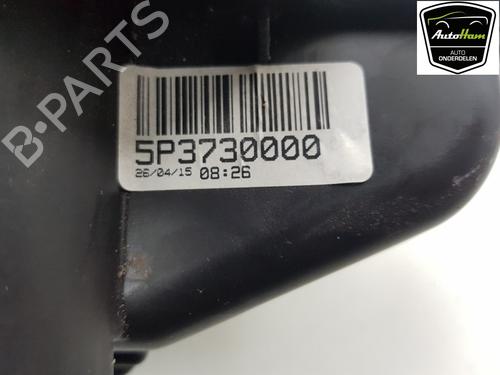 AutoHam
AUTO
ONDERDELEN
B-PARTS
5P3730000
26/04/15 08:26